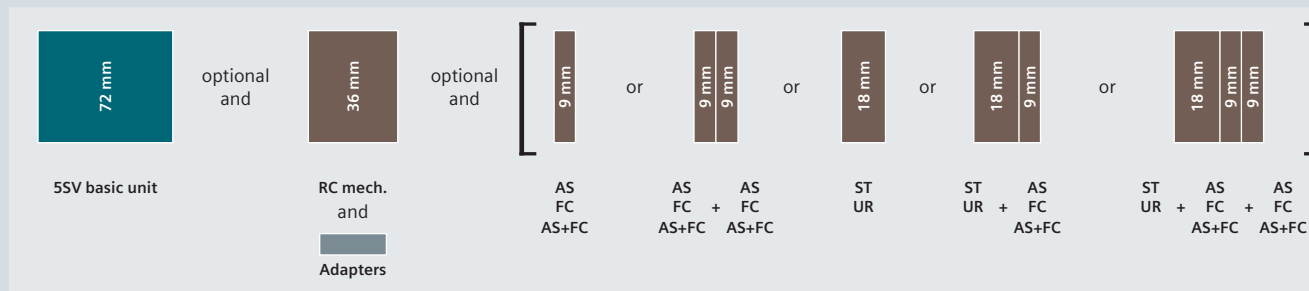 72 mm
optional
and
36 mm
optional
and
9 mm
or
9 mm 9 mm
or
18 mm
or
18 mm 9 mm
or
18 mm 9 mm 9 mm
5SV basic unit
RC mech.
and
Adapters
AS
FC
AS+FC
AS AS
FC + FC
AS+FC AS+FC
ST
UR
ST AS
UR + FC
AS+FC
ST AS AS
UR + FC + FC
AS+FC AS+FC